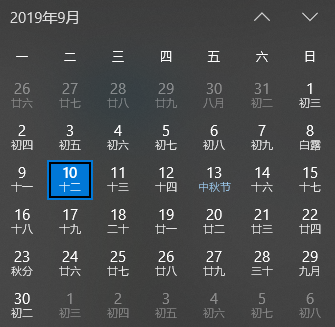 2019年9月
一 二 三 四 五 六 日
26 27 28 29 30 31 1
廿六 廿七 廿八 廿九 八月 初二 初三
2 3 4 5 6 7 8
初四 初五 初六 初七 初八 初九 白露
9 10 11 12 13 14 15
十一 十二 十三 十四 中秋节 十六 十七
16 17 18 19 20 21 22
十八 十九 二十 廿一 廿二 廿三 廿四
23 24 25 26 27 28 29
秋分 廿六 廿七 廿八 廿九 三十 九月
30 1 2 3 4 5 6
初二 初三 初四 初五 初六 初七 初八